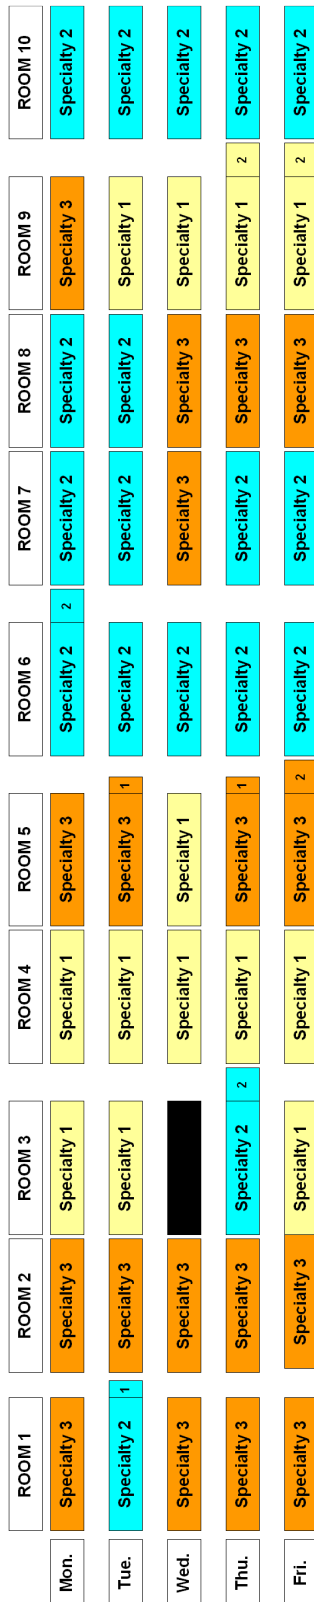 ROOM 1 ROOM 2 ROOM 3 ROOM 4 ROOM 5 ROOM 6 ROOM 7 ROOM 8 ROOM 9 ROOM 10
Mon. Specialty 3 Specialty 3 Specialty 1 Specialty 1 Specialty 3 Specialty 2 2 Specialty 2 Specialty 2 Specialty 3 Specialty 2
Tue. Specialty 2 1 Specialty 3 Specialty 1 Specialty 1 Specialty 3 1 Specialty 2 Specialty 2 Specialty 2 Specialty 1 Specialty 2
Wed. Specialty 3 Specialty 3 Specialty 1 Specialty 1 Specialty 2 Specialty 3 Specialty 3 Specialty 1 Specialty 2
Thu. Specialty 3 Specialty 3 Specialty 2 2 Specialty 1 Specialty 3 1 Specialty 2 Specialty 2 Specialty 3 Specialty 1 2 Specialty 2
Fri. Specialty 3 Specialty 3 Specialty 1 Specialty 1 Specialty 3 2 Specialty 2 Specialty 2 Specialty 3 Specialty 1 2 Specialty 2